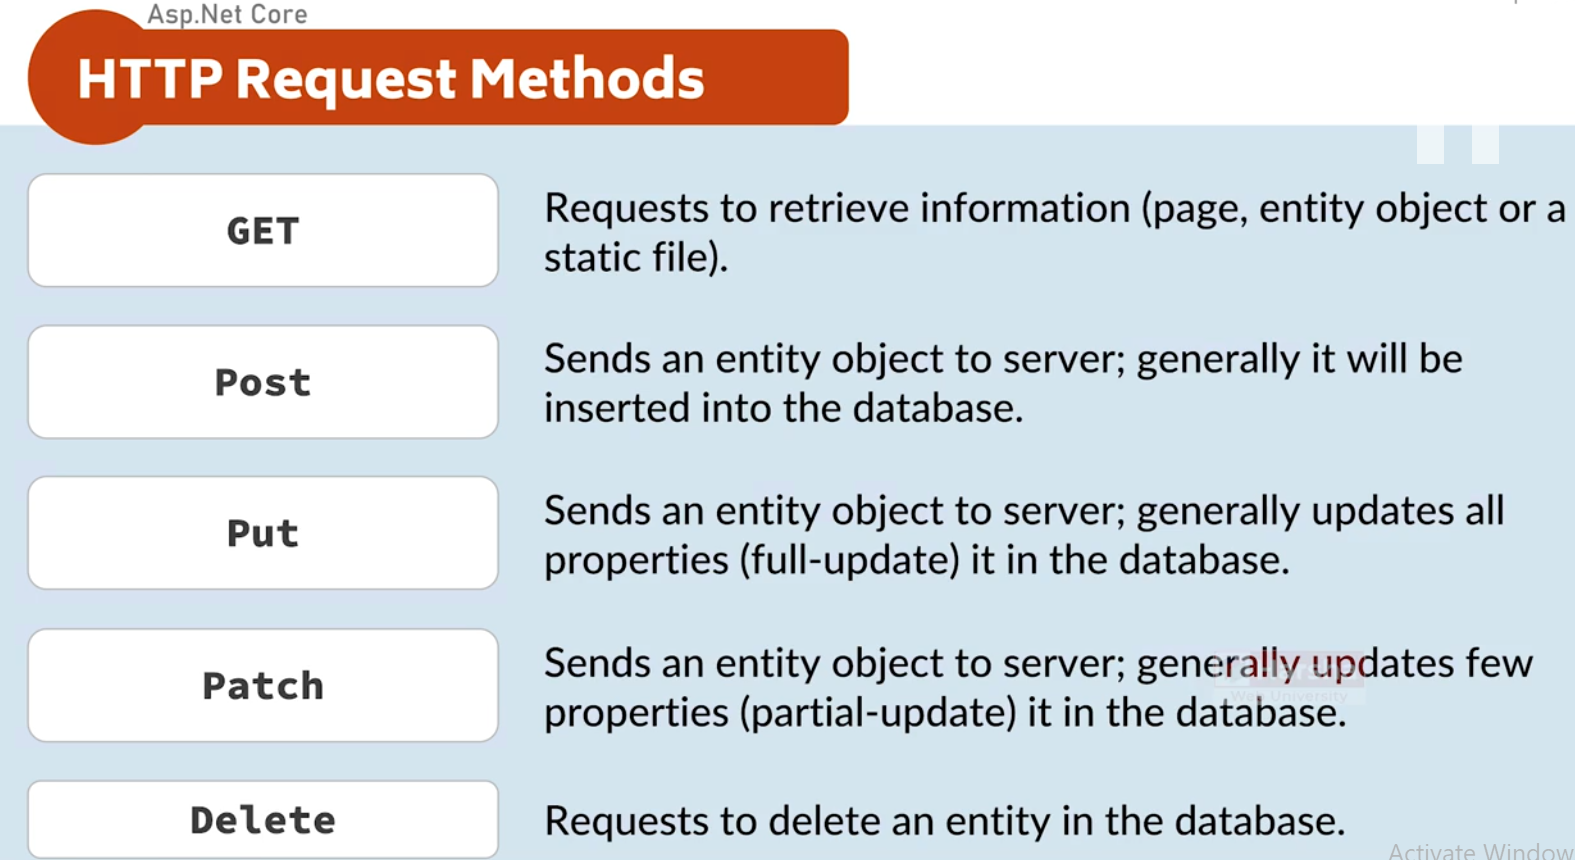 Asp.Net Core
HTTP Request Methods
GET
Requests to retrieve information (page, entity object or a
static file).
Post
Sends an entity object to server; generally it will be
inserted into the database.
Put
Sends an entity object to server; generally updates all
properties (full-update) it in the database.
Patch
Sends an entity object to server; generally updates few
properties (partial-update) it in the database.
Web University
Delete
Requests to delete an entity in the database.
Activate Window